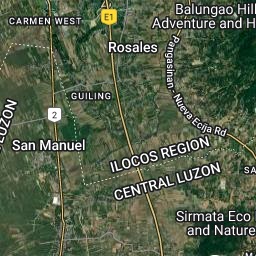 Balungao Hill
Adventure and H
CARMEN WEST
E1
Rosales
Pangasinan - Nueva Ecija Rd
GUILING
2
LUZON
San Manuel
ILOCOS REGION
CENTRAL LUZON
SA
Sirmata Eco
and Nature